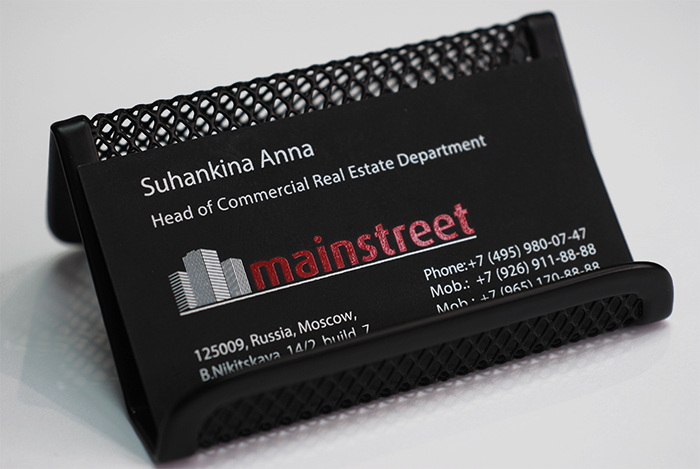 Suhankina Anna
Head of Commercial Real Estate Department
mainstreet
Phone:+7 (495) 980-07-47
Mob.: +7 (926) 911-88-88
Mob.: +7 (965) 170-88-88
125009, Russia, Moscow,
B.Nikitskaya, 14/2, build. 7